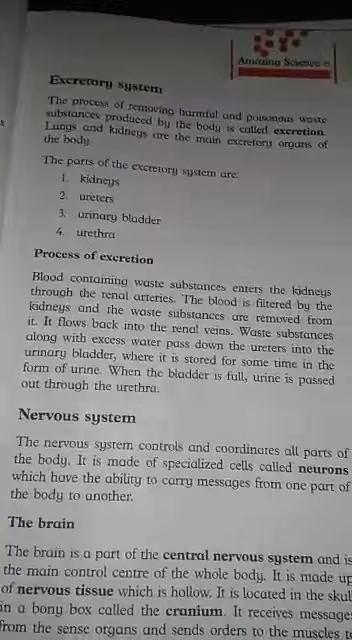 Amazing Science
Excretory system
The process of removing harmful and poisonous waste
substances produced by the body is called excretion.
Lungs and kidneys are the main excretory organs of
the body.
The parts of the excretory system are:
1. kidneys
2. ureters
3. urinary bladder
4. urethra
Process of excretion
Blood containing waste substances enters the kidneys
through the renal arteries. The blood is filtered by the
kidneys and the waste substances are removed from
it. It flows back into the renal veins. Waste substances
along with excess water pass down the ureters into the
urinary bladder, where it is stored for some time in the
form of urine. When the bladder is full, urine is passed
out through the urethra.
Nervous system
The nervous system controls and coordinates all parts of
the body. It is made of specialized cells called neurons
which have the ability to carry messages from one part of
the body to another.
The brain
The brain is a part of the central nervous system and is
the main control centre of the whole body. It is made up
of nervous tissue which is hollow. It is located in the skull
in a bony box called the cranium. It receives messages
from the sense organs and sends orders to the muscles